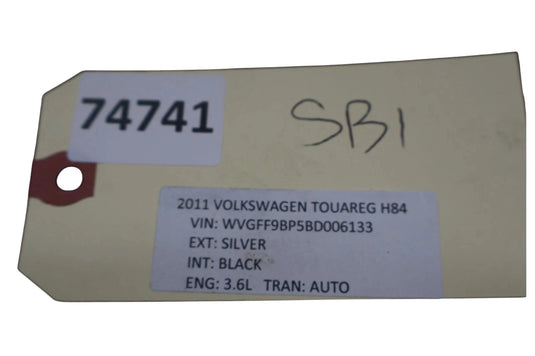 74741
SB1
2011 VOLKSWAGEN TOUAREG H84
VIN: WVGFF9BP5BD006133
EXT: SILVER
INT: BLACK
ENG: 3.6L TRAN: AUTO